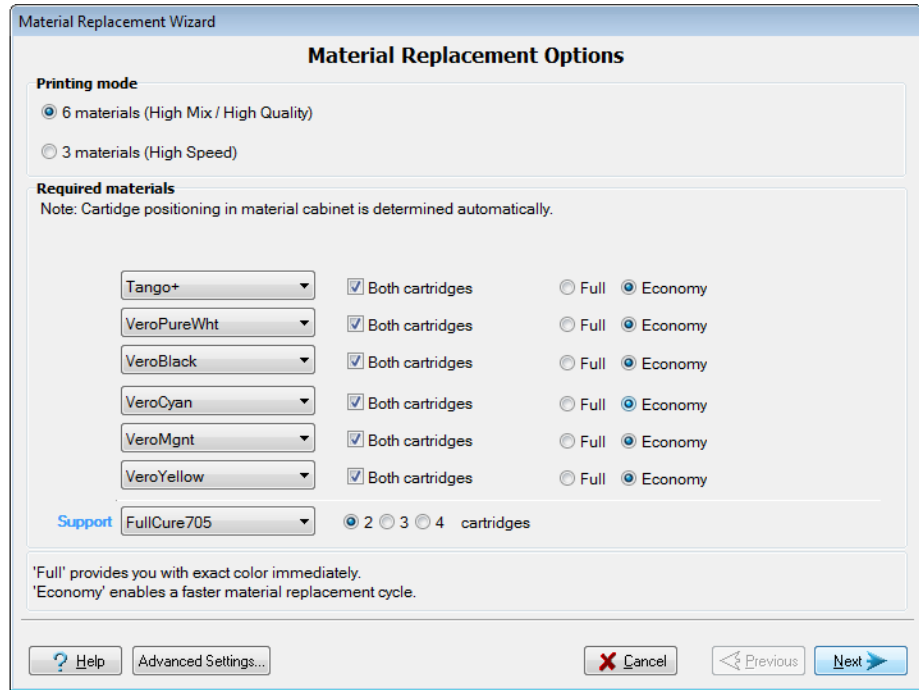 Material Replacement Wizard
Material Replacement Options
Printing mode
6 materials (High Mix / High Quality)
3 materials (High Speed)
Required materials
Note: Cartidge positioning in material cabinet is determined automatically.
Tango+ Both cartridges Full Economy
VeroPureWht Both cartridges Full Economy
VeroBlack Both cartridges Full Economy
VeroCyan Both cartridges Full Economy
VeroMgnt Both cartridges Full Economy
VeroYellow Both cartridges Full Economy
Support FullCure705 2 3 4 cartridges
'Full' provides you with exact color immediately.
'Economy' enables a faster material replacement cycle.
? Help Advanced Settings... Cancel Previous Next